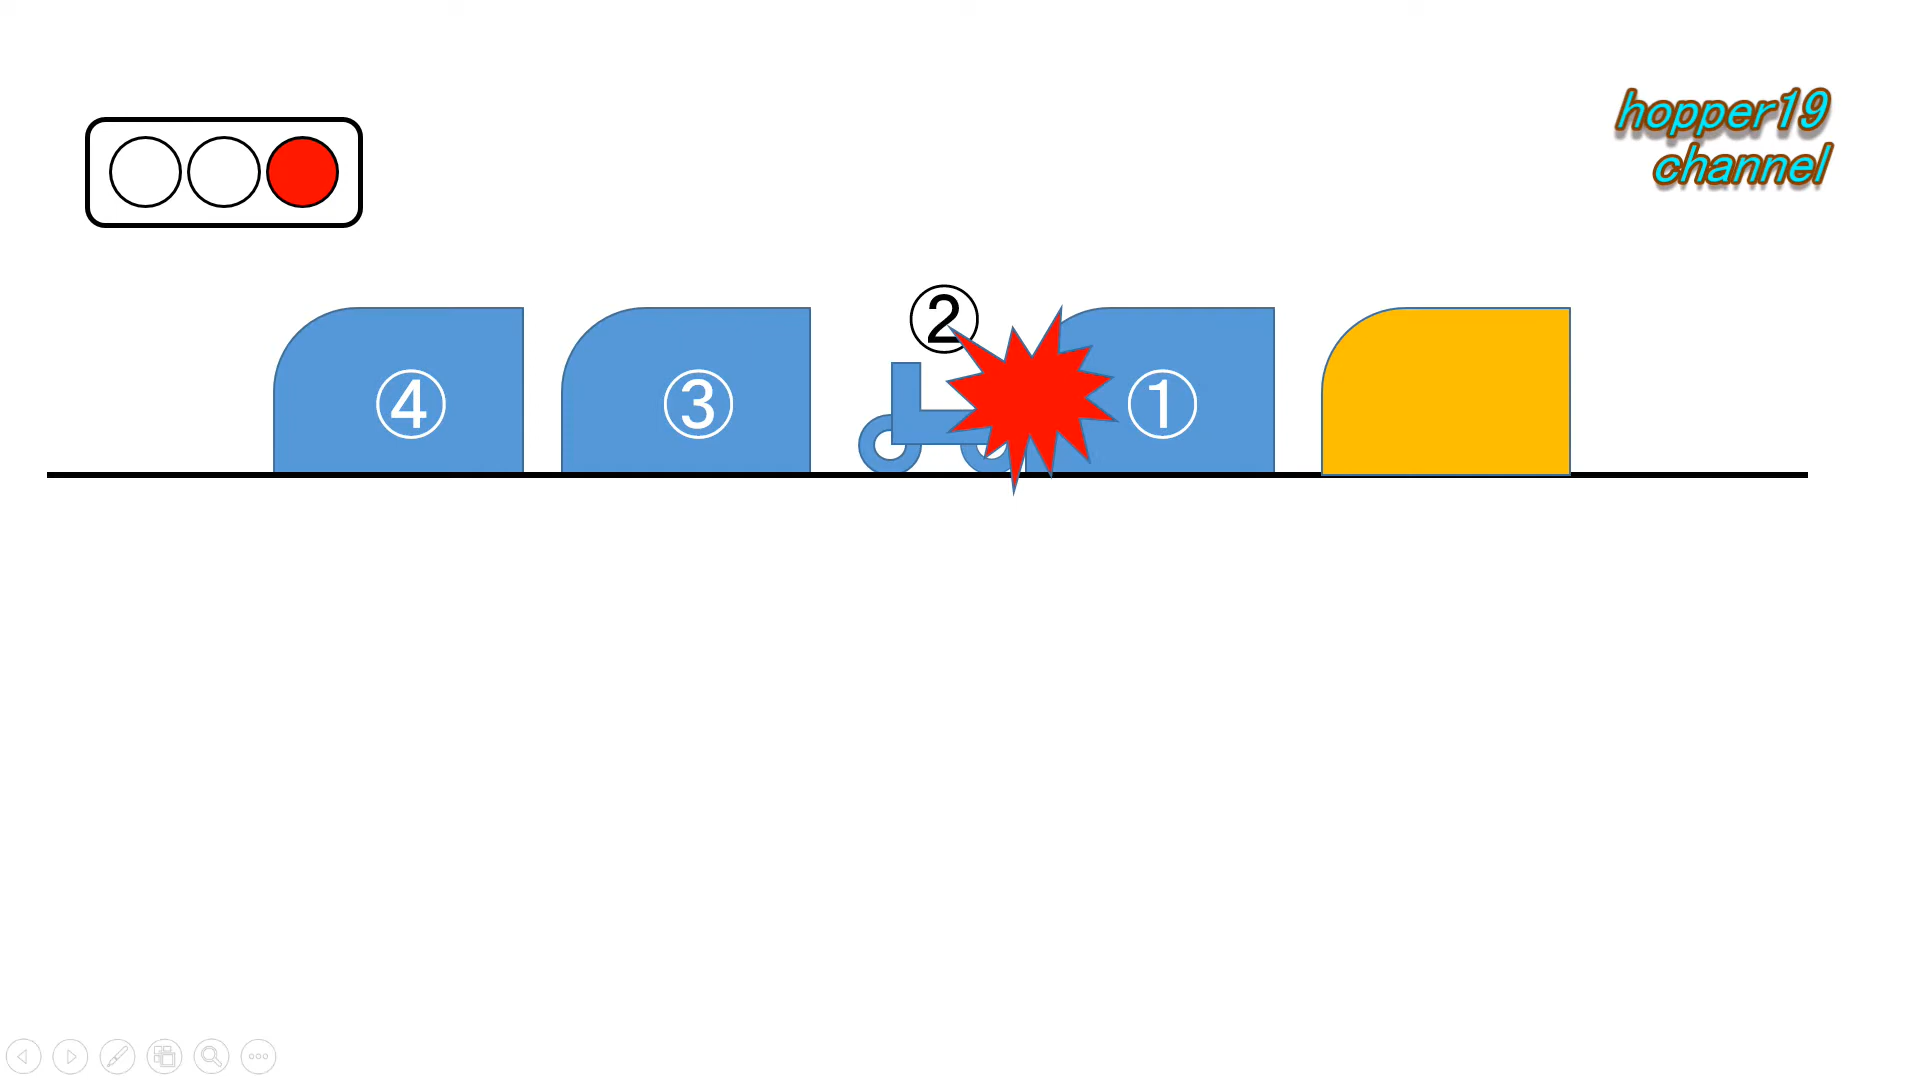 hopper19
channel
②
④ ③ ①